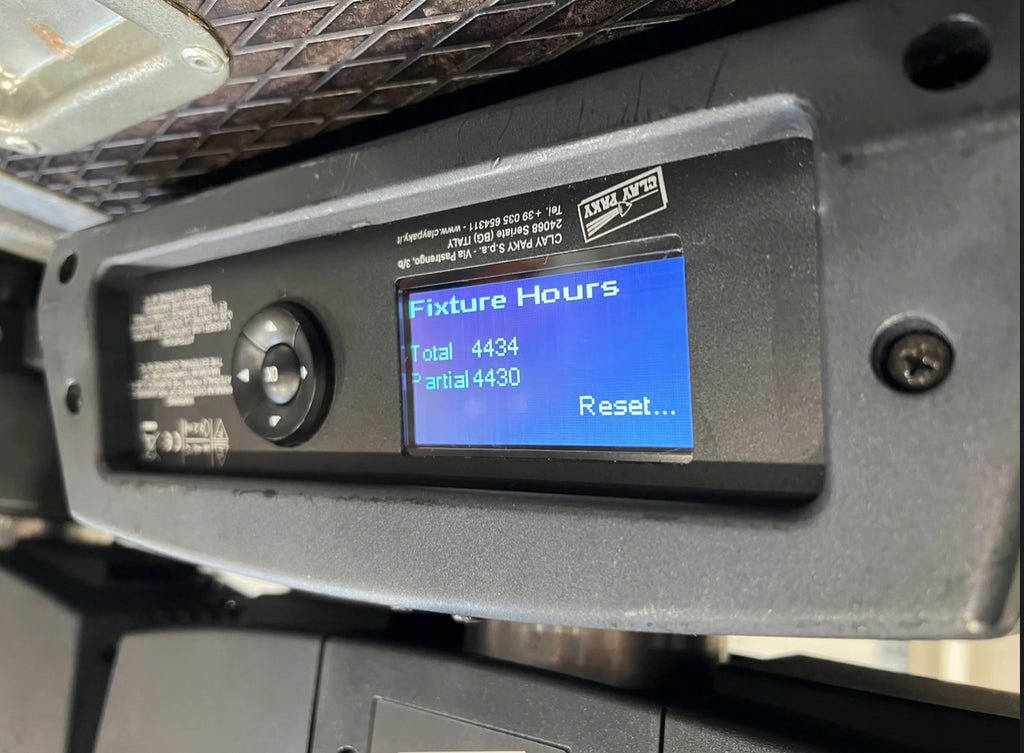 Fixture Hours
Total 4434
Partial 4430
Reset...
CLAY PAKY
CLAY PAKY S.p.a. - Via Pastrengo, 3/b
24068 Seriate (BG) ITALY
Tel. + 39 035 654311 - www.claypaky.it
OK